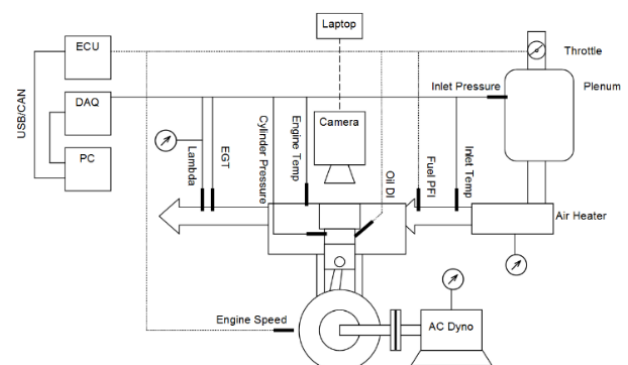 Laptop
ECU
Throttle
Inlet Pressure
Plenum
USB/CAN
DAQ
Camera
PC
Lambda
EGT
Cylinder Pressure
Engine Temp
Oil DI
Fuel PFI
Inlet Temp
Air Heater
Engine Speed
AC Dyno